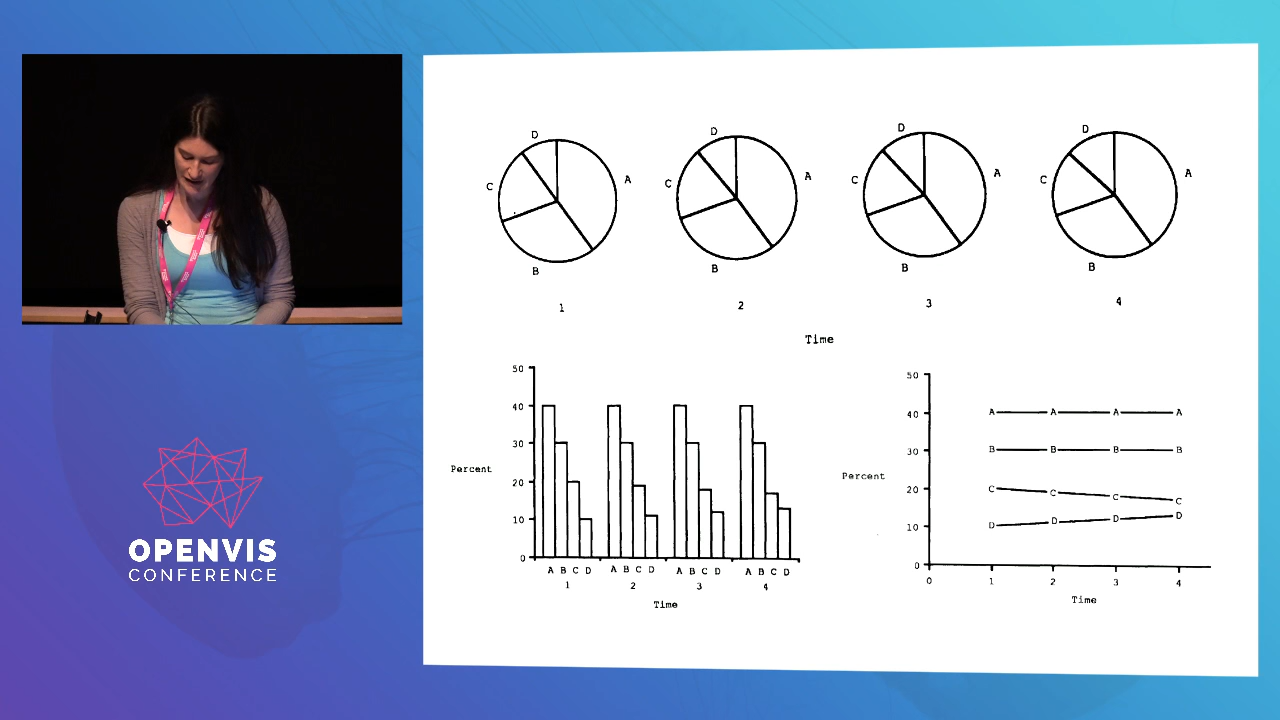 D
A
C
B
1
D
A
C
B
2
D
A
C
B
3
D
A
C
B
4
Time
50
40
30
20
10
0
Percent
A B C D A B C D A B C D A B C D
1 2 3 4
Time
50
40
30
20
10
0
Percent
A A A A
B B B B
C C C C
D D D D
0 1 2 3 4
Time
OPENVIS
CONFERENCE